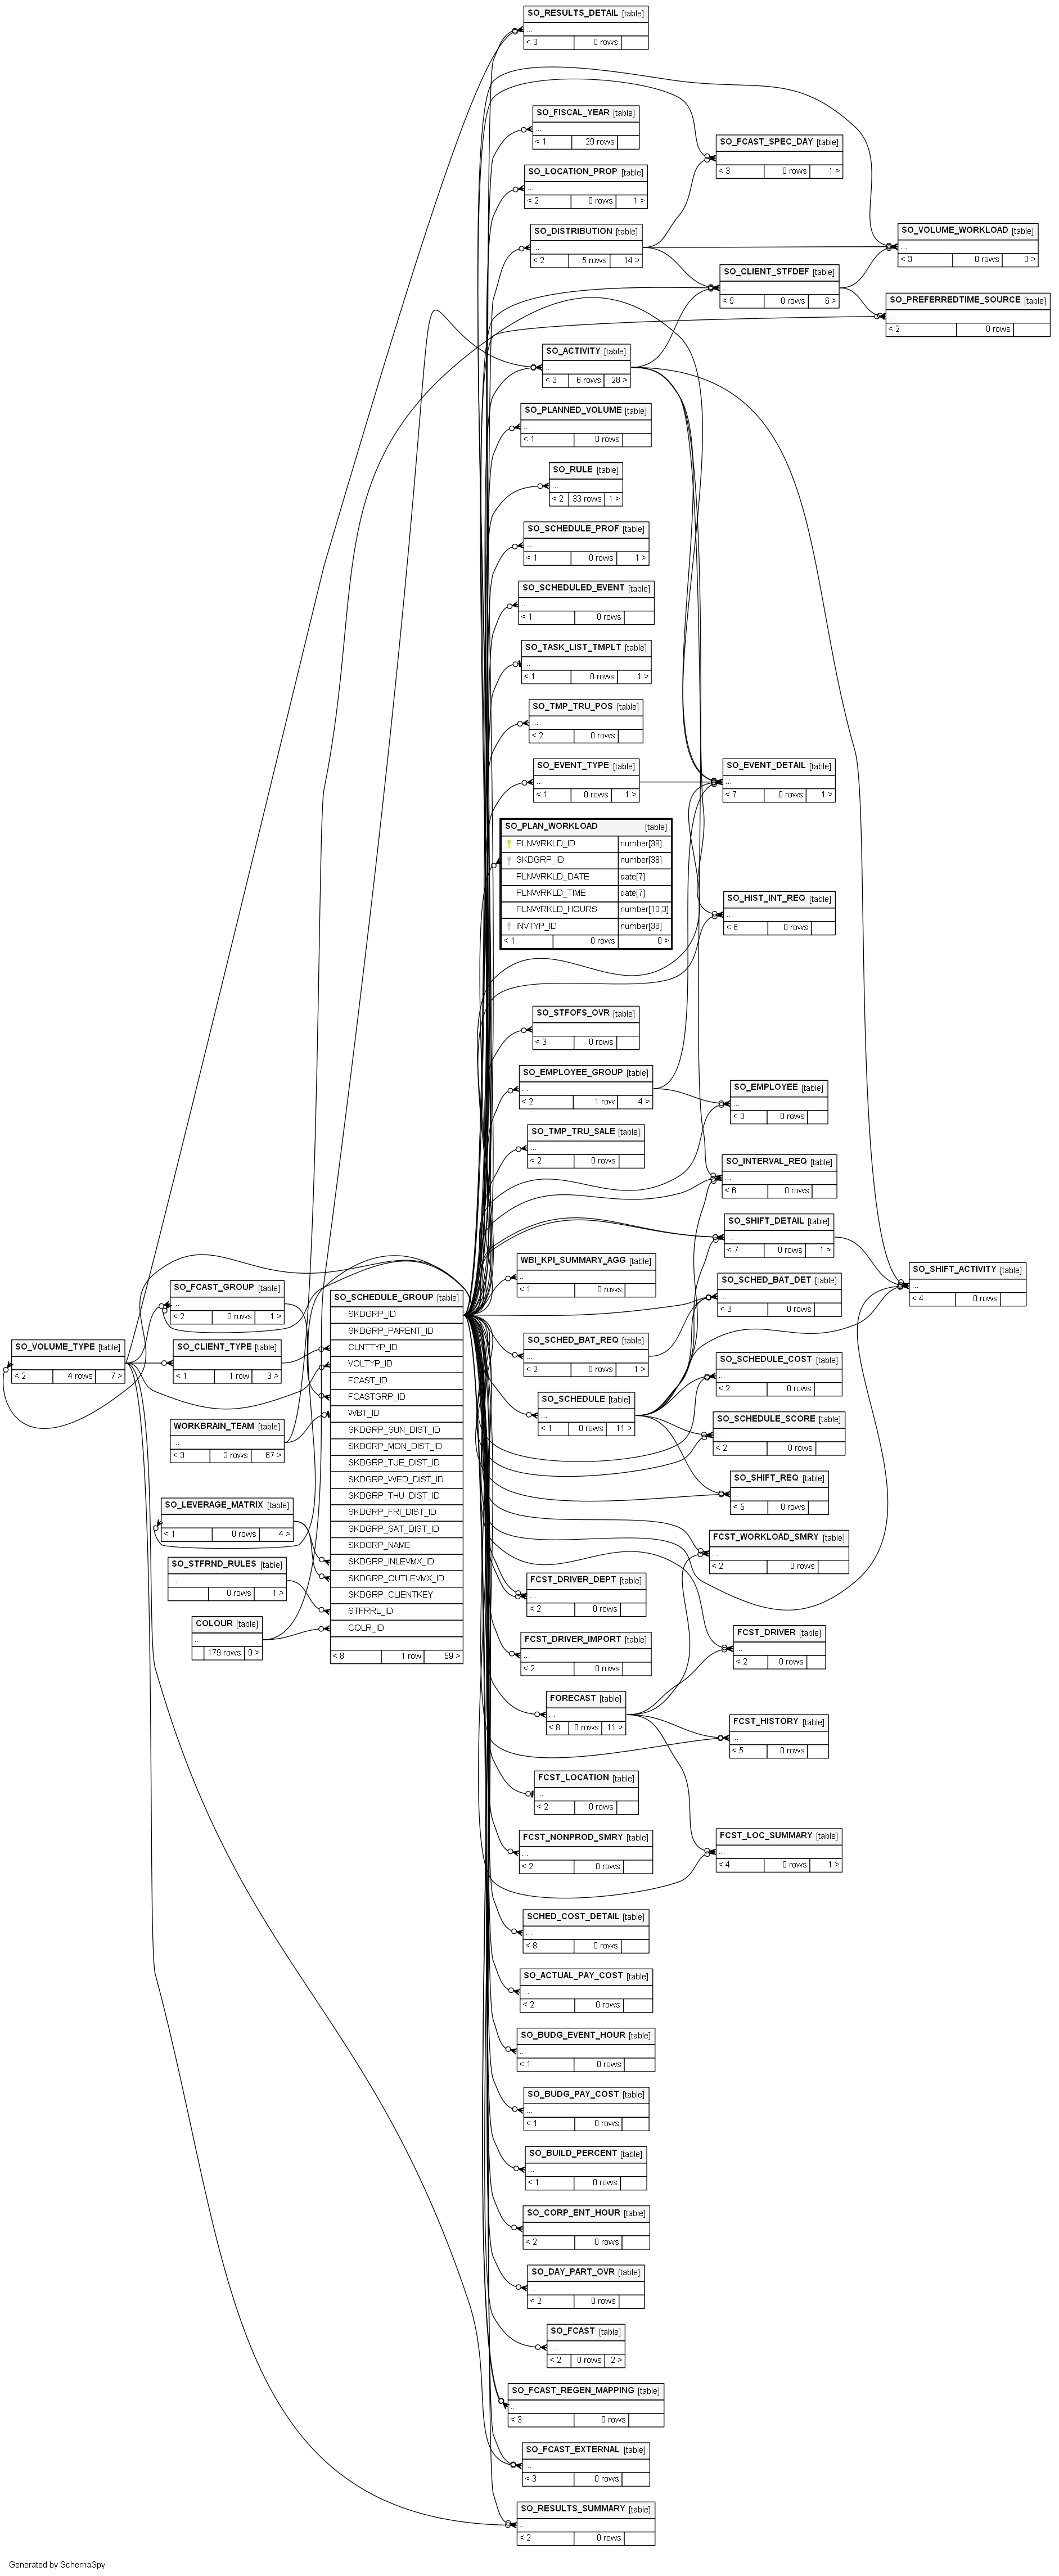 SO_RESULTS_DETAIL [table]
...
< 3 0 rows
SO_FISCAL_YEAR [table]
...
< 1 29 rows
SO_FCAST_SPEC_DAY [table]
...
< 3 0 rows 1 >
SO_LOCATION_PROP [table]
...
< 2 0 rows 1 >
SO_DISTRIBUTION [table]
...
< 2 5 rows 14 >
SO_VOLUME_WORKLOAD [table]
...
< 3 0 rows 3 >
SO_CLIENT_STFDEF [table]
...
< 5 0 rows 6 >
SO_PREFERREDTIME_SOURCE [table]
...
< 2 0 rows
SO_ACTIVITY [table]
...
< 3 6 rows 28 >
SO_PLANNED_VOLUME [table]
...
< 1 0 rows
SO_RULE [table]
...
< 2 33 rows 1 >
SO_SCHEDULE_PROF [table]
...
< 1 0 rows 1 >
SO_SCHEDULED_EVENT [table]
...
< 1 0 rows
SO_TASK_LIST_TMPLT [table]
...
< 1 0 rows 1 >
SO_TMP_TRU_POS [table]
...
< 2 0 rows
SO_EVENT_TYPE [table]
...
< 1 0 rows 1 >
SO_EVENT_DETAIL [table]
...
< 7 0 rows 1 >
SO_PLAN_WORKLOAD [table]
PLNWRKLD_ID number[38]
SKDGRP_ID number[38]
PLNWRKLD_DATE date[7]
PLNWRKLD_TIME date[7]
PLNWRKLD_HOURS number[10,3]
INVTYP_ID number[38]
< 1 0 rows 0 >
SO_HIST_INT_REQ [table]
...
< 6 0 rows
SO_STFOFS_OVR [table]
...
< 3 0 rows
SO_EMPLOYEE_GROUP [table]
...
< 2 1 row 4 >
SO_EMPLOYEE [table]
...
< 3 0 rows
SO_TMP_TRU_SALE [table]
...
< 2 0 rows
SO_INTERVAL_REQ [table]
...
< 6 0 rows
SO_SHIFT_DETAIL [table]
...
< 7 0 rows 1 >
WBI_KPI_SUMMARY_AGG [table]
...
< 1 0 rows
SO_SHIFT_ACTIVITY [table]
...
< 4 0 rows
SO_SCHED_BAT_DET [table]
...
< 3 0 rows
SO_FCAST_GROUP [table]
...
< 2 0 rows 1 >
SO_VOLUME_TYPE [table]
...
< 2 4 rows 7 >
SO_CLIENT_TYPE [table]
...
< 1 1 row 3 >
WORKBRAIN_TEAM [table]
...
< 3 3 rows 67 >
SO_LEVERAGE_MATRIX [table]
...
< 1 0 rows 4 >
SO_STFRND_RULES [table]
...
0 rows 1 >
COLOUR [table]
...
179 rows 9 >
SO_SCHEDULE_GROUP [table]
SKDGRP_ID
SKDGRP_PARENT_ID
CLNTTYP_ID
VOLTYP_ID
FCAST_ID
FCASTGRP_ID
WBT_ID
SKDGRP_SUN_DIST_ID
SKDGRP_MON_DIST_ID
SKDGRP_TUE_DIST_ID
SKDGRP_WED_DIST_ID
SKDGRP_THU_DIST_ID
SKDGRP_FRI_DIST_ID
SKDGRP_SAT_DIST_ID
SKDGRP_NAME
SKDGRP_INLEVMX_ID
SKDGRP_OUTLEVMX_ID
SKDGRP_CLIENTKEY
STFRRL_ID
COLR_ID
...
< 8 1 row 59 >
SO_SCHED_BAT_REQ [table]
...
< 2 0 rows 1 >
SO_SCHEDULE_COST [table]
...
< 2 0 rows
SO_SCHEDULE [table]
...
< 1 0 rows 11 >
SO_SCHEDULE_SCORE [table]
...
< 2 0 rows
SO_SHIFT_REQ [table]
...
< 5 0 rows
FCST_WORKLOAD_SMRY [table]
...
< 2 0 rows
FCST_DRIVER_DEPT [table]
...
< 2 0 rows
FCST_DRIVER_IMPORT [table]
...
< 2 0 rows
FCST_DRIVER [table]
...
< 2 0 rows
FORECAST [table]
...
< 8 0 rows 11 >
FCST_HISTORY [table]
...
< 5 0 rows
FCST_LOCATION [table]
...
< 2 0 rows
FCST_NONPROD_SMRY [table]
...
< 2 0 rows
FCST_LOC_SUMMARY [table]
...
< 4 0 rows 1 >
SCHED_COST_DETAIL [table]
...
< 8 0 rows
SO_ACTUAL_PAY_COST [table]
...
< 2 0 rows
SO_BUDG_EVENT_HOUR [table]
...
< 1 0 rows
SO_BUDG_PAY_COST [table]
...
< 1 0 rows
SO_BUILD_PERCENT [table]
...
< 1 0 rows
SO_CORP_ENT_HOUR [table]
...
< 2 0 rows
SO_DAY_PART_OVR [table]
...
< 2 0 rows
SO_FCAST [table]
...
< 2 0 rows 2 >
SO_FCAST_REGEN_MAPPING [table]
...
< 3 0 rows
SO_FCAST_EXTERNAL [table]
...
< 3 0 rows
SO_RESULTS_SUMMARY [table]
...
< 2 0 rows
Generated by SchemaSpy